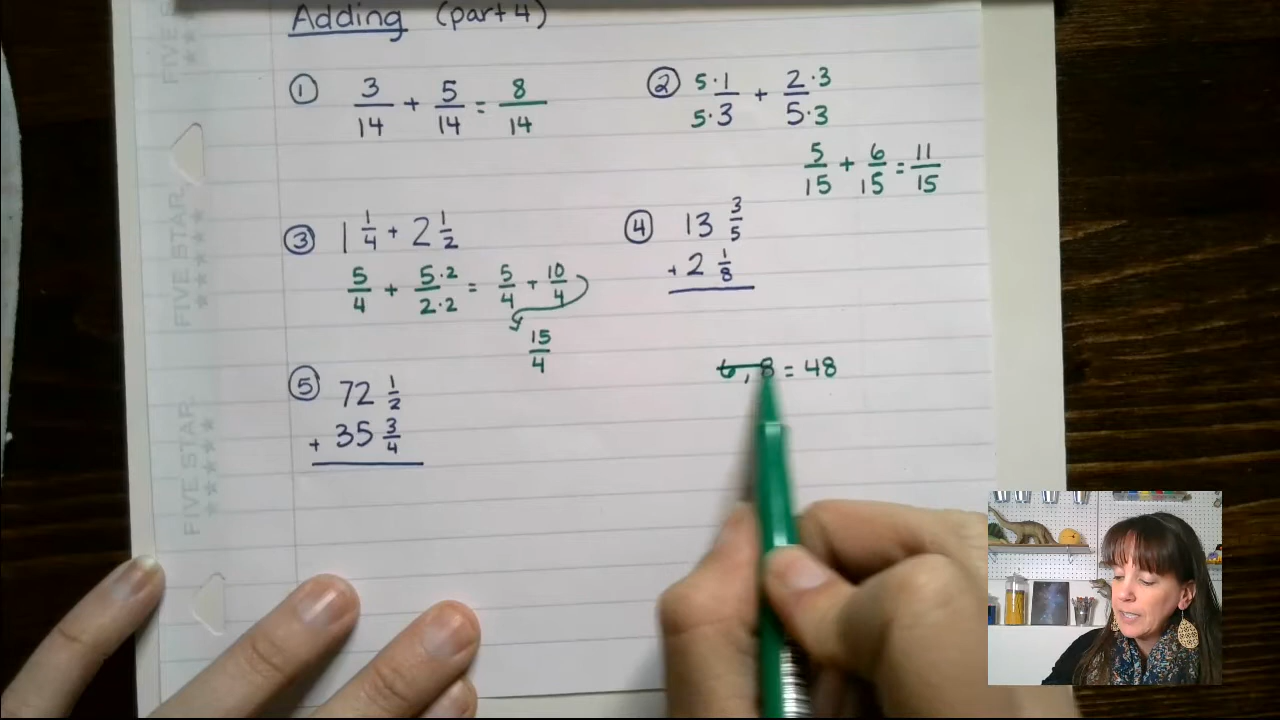 Adding (part 4)
① 3/14 + 5/14 = 8/14
② 5·1/5·3 + 2·3/5·3
5/15 + 6/15 = 11/15
③ 1 1/4 + 2 1/2
5/4 + 5·2/2·2 = 5/4 + 10/4
15/4
④ 13 3/5
+ 2 1/8
6, 8 = 48
⑤ 72 1/2
+ 35 3/4
FIVE STAR
FIVE STAR
FIVE STAR